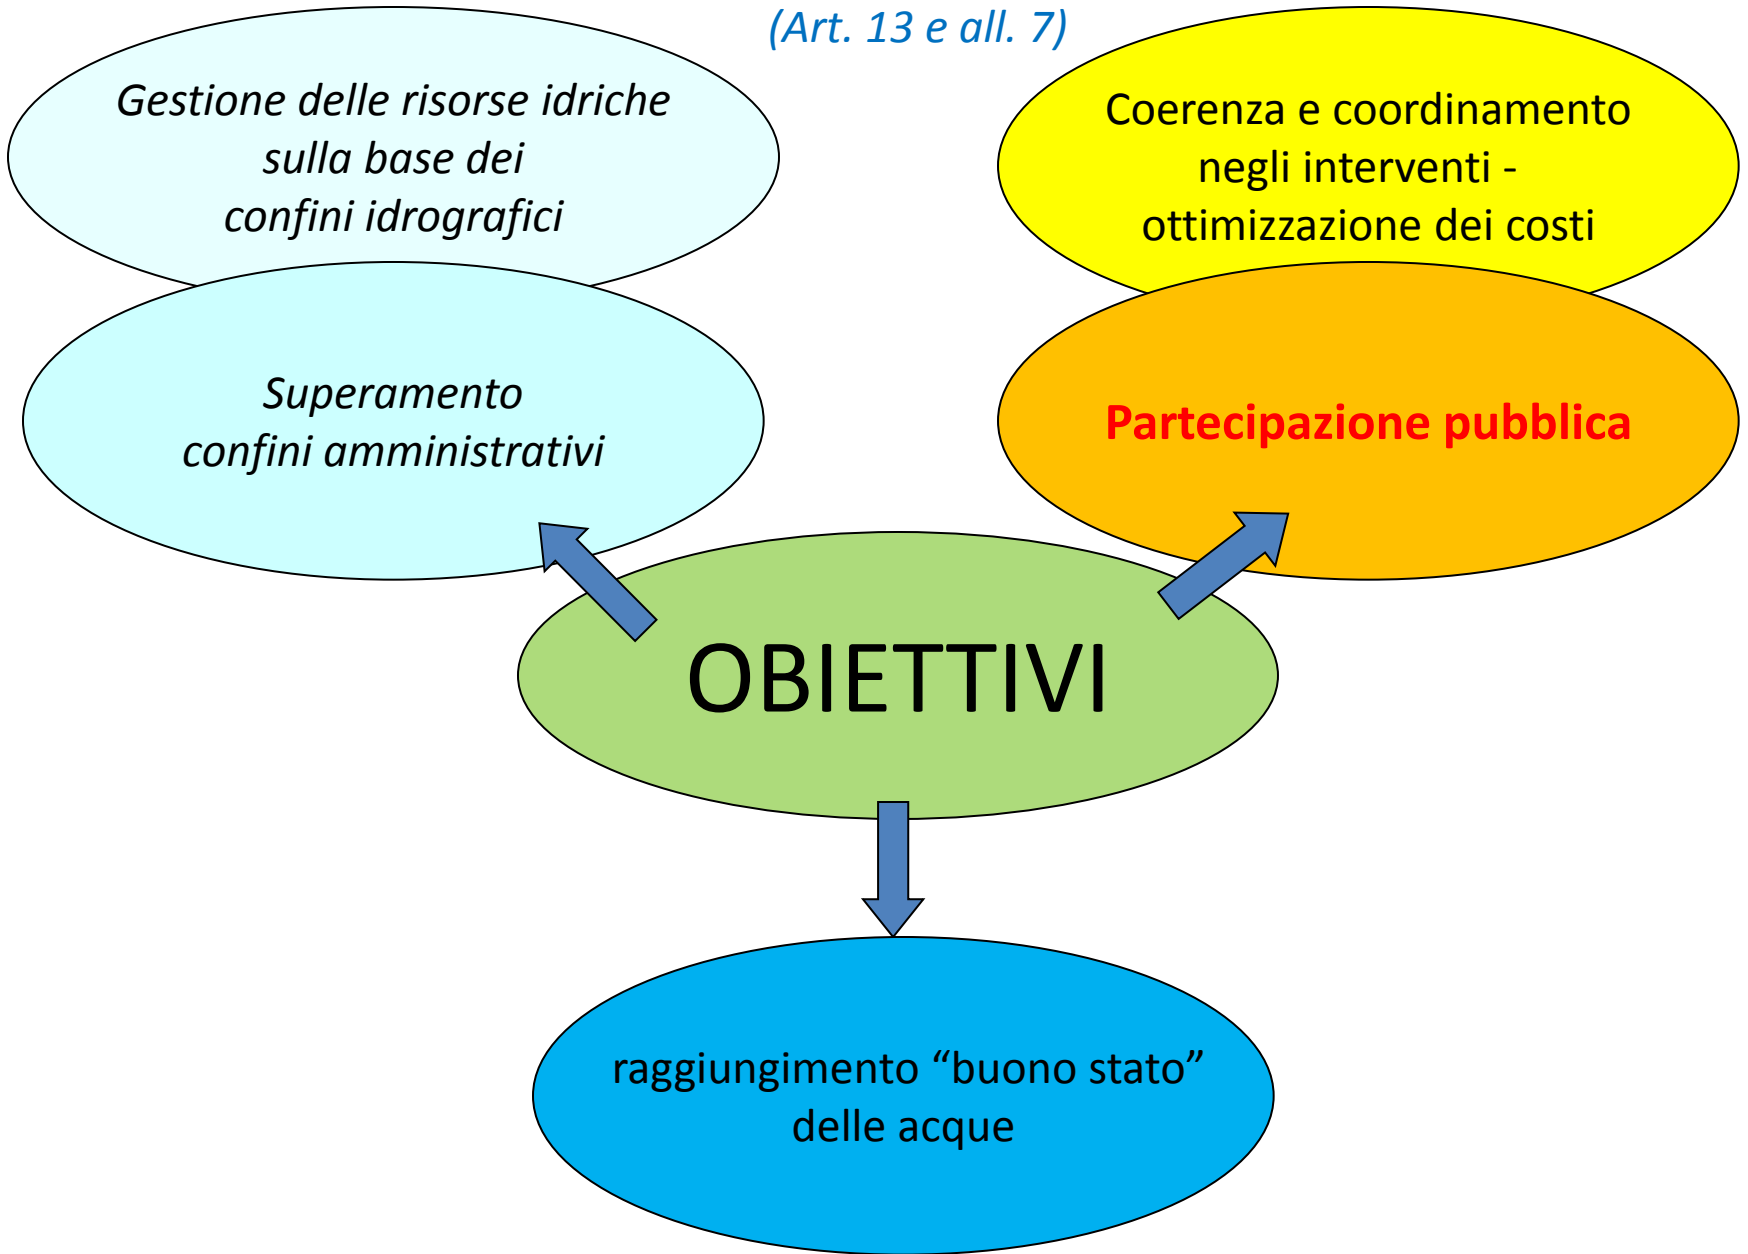 (Art. 13 e all. 7)
Gestione delle risorse idriche
sulla base dei
confini idrografici
Coerenza e coordinamento
negli interventi -
ottimizzazione dei costi
Superamento
confini amministrativi
Partecipazione pubblica
OBIETTIVI
raggiungimento “buono stato”
delle acque